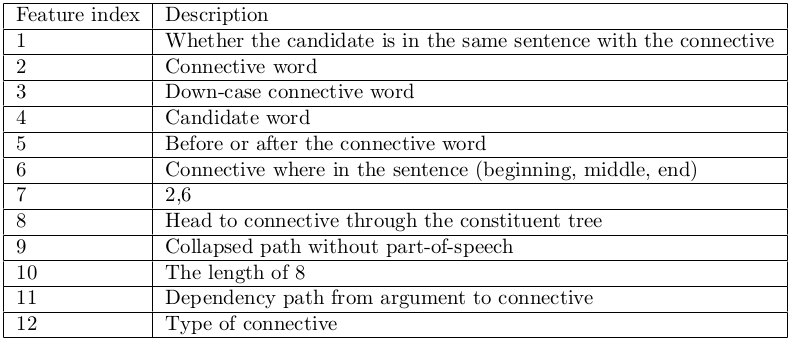 Feature index Description
1 Whether the candidate is in the same sentence with the connective
2 Connective word
3 Down-case connective word
4 Candidate word
5 Before or after the connective word
6 Connective where in the sentence (beginning, middle, end)
7 2,6
8 Head to connective through the constituent tree
9 Collapsed path without part-of-speech
10 The length of 8
11 Dependency path from argument to connective
12 Type of connective